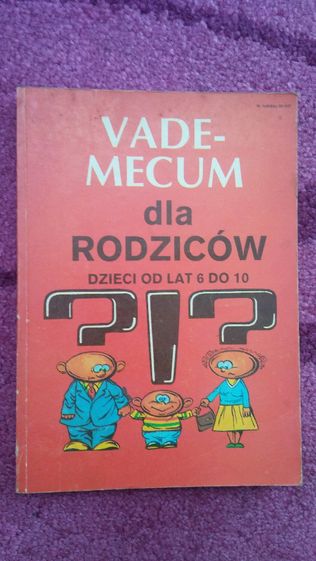 VADE-
MECUM
dla
RODZICÓW
DZIECI OD LAT 6 DO 10
?!?